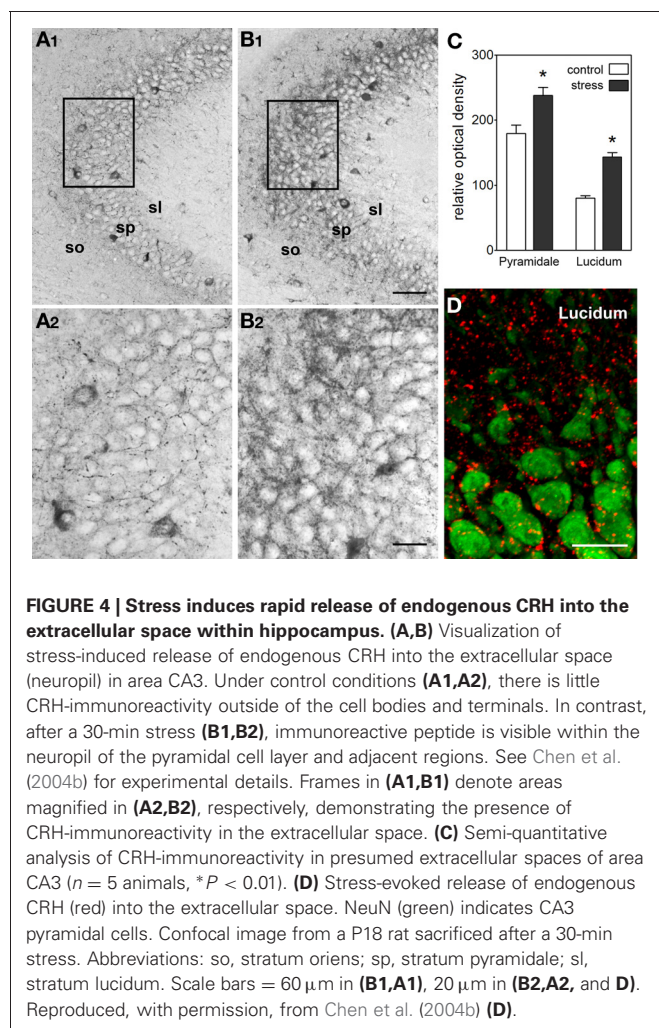 A1
B1
C
control
stress
relative optical density
300
200
100
0
*
*
Pyramidale
Lucidum
sl
sp
so
sl
sp
so
A2
B2
D
Lucidum
FIGURE 4 | Stress induces rapid release of endogenous CRH into the
extracellular space within hippocampus. (A,B) Visualization of
stress-induced release of endogenous CRH into the extracellular space
(neuropil) in area CA3. Under control conditions (A1,A2), there is little
CRH-immunoreactivity outside of the cell bodies and terminals. In contrast,
after a 30-min stress (B1,B2), immunoreactive peptide is visible within the
neuropil of the pyramidal cell layer and adjacent regions. See Chen et al.
(2004b) for experimental details. Frames in (A1,B1) denote areas
magnified in (A2,B2), respectively, demonstrating the presence of
CRH-immunoreactivity in the extracellular space. (C) Semi-quantitative
analysis of CRH-immunoreactivity in presumed extracellular spaces of area
CA3 (n = 5 animals, *P < 0.01). (D) Stress-evoked release of endogenous
CRH (red) into the extracellular space. NeuN (green) indicates CA3
pyramidal cells. Confocal image from a P18 rat sacrificed after a 30-min
stress. Abbreviations: so, stratum oriens; sp, stratum pyramidale; sl,
stratum lucidum. Scale bars = 60 μm in (B1,A1), 20 μm in (B2,A2, and D).
Reproduced, with permission, from Chen et al. (2004b) (D).